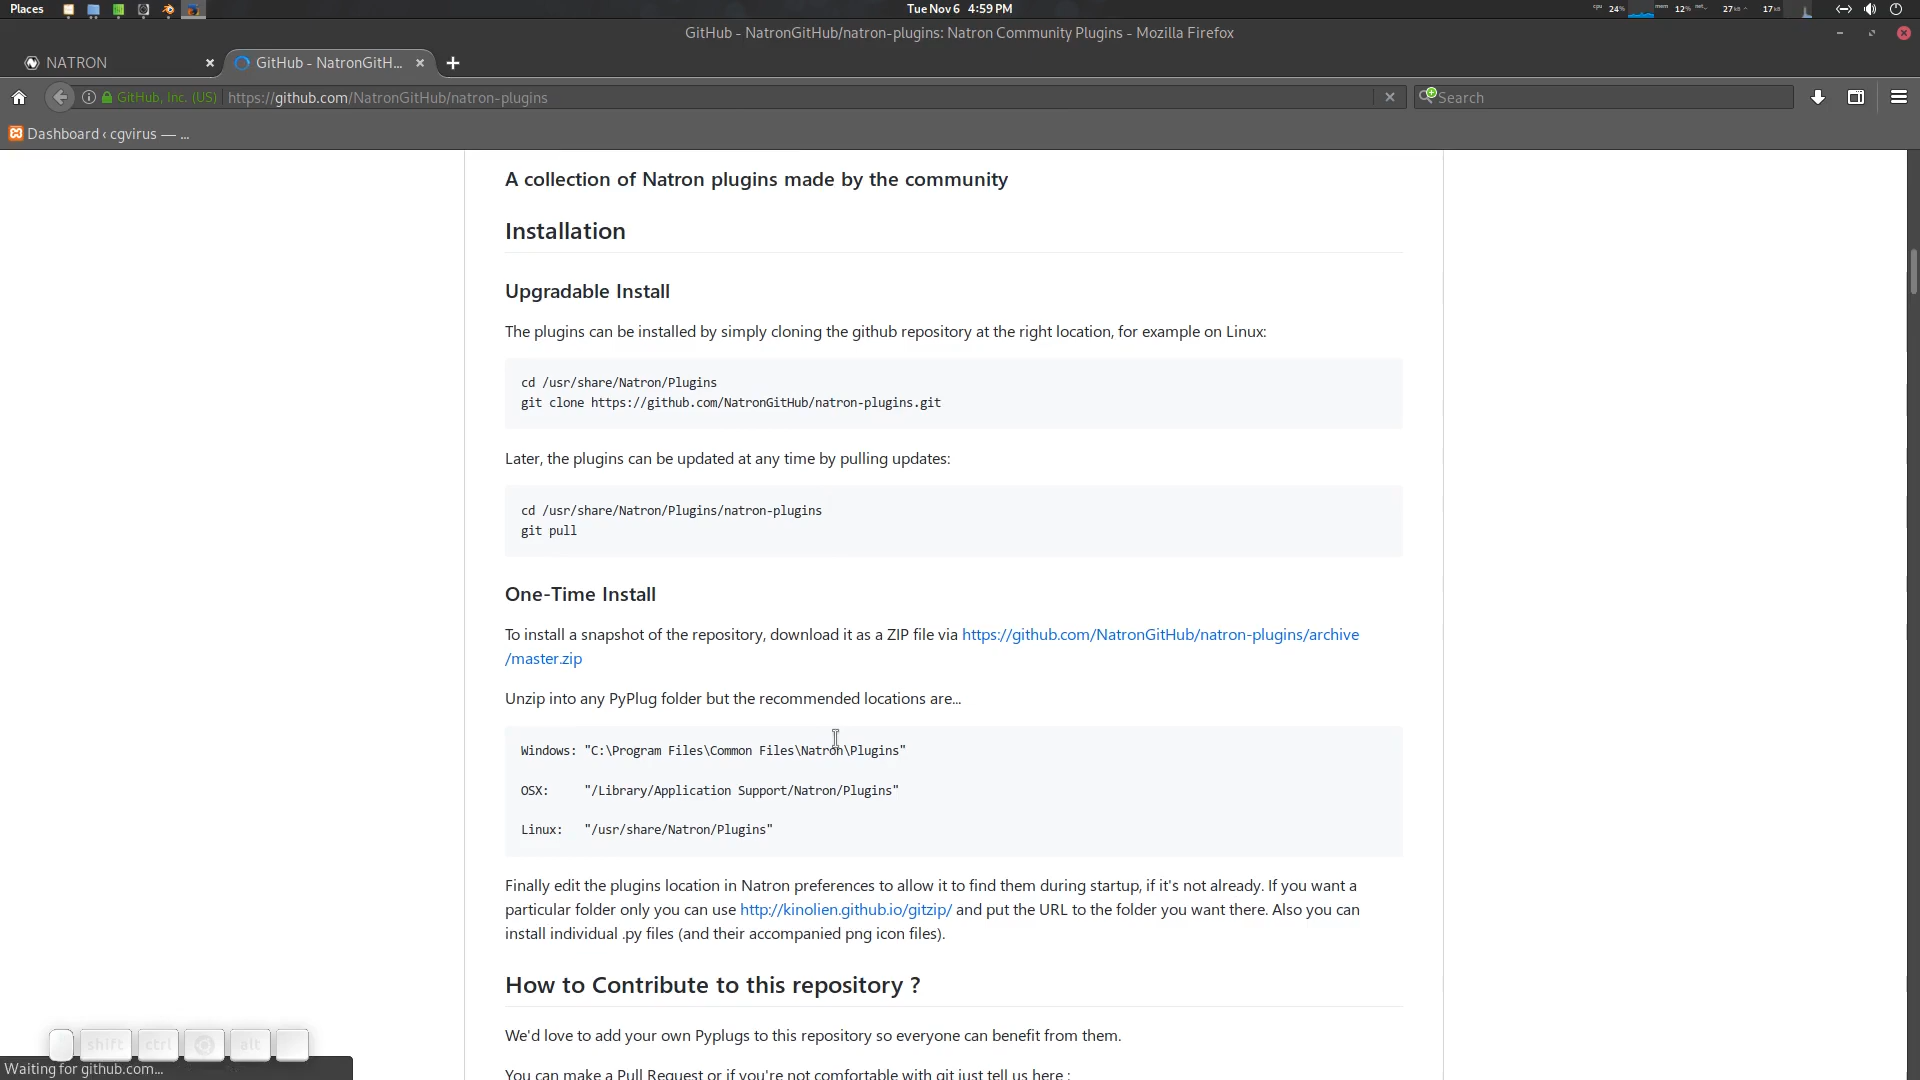 Places
Tue Nov 6 4:59 PM
cpu 24%
mem 12%
27
17
GitHub - NatronGitHub/natron-plugins: Natron Community Plugins - Mozilla Firefox
NATRON
GitHub - NatronGitH...
GitHub, Inc. (US)
https://github.com/NatronGitHub/natron-plugins
Search
Dashboard ‹ cgvirus — ...
A collection of Natron plugins made by the community
Installation
Upgradable Install
The plugins can be installed by simply cloning the github repository at the right location, for example on Linux:
cd /usr/share/Natron/Plugins
git clone https://github.com/NatronGitHub/natron-plugins.git
Later, the plugins can be updated at any time by pulling updates:
cd /usr/share/Natron/Plugins/natron-plugins
git pull
One-Time Install
To install a snapshot of the repository, download it as a ZIP file via https://github.com/NatronGitHub/natron-plugins/archive
/master.zip
Unzip into any PyPlug folder but the recommended locations are...
Windows: "C:\Program Files\Common Files\Natron\Plugins"
OSX: "/Library/Application Support/Natron/Plugins"
Linux: "/usr/share/Natron/Plugins"
Finally edit the plugins location in Natron preferences to allow it to find them during startup, if it's not already. If you want a
particular folder only you can use http://kinolien.github.io/gitzip/ and put the URL to the folder you want there. Also you can
install individual .py files (and their accompanied png icon files).
How to Contribute to this repository ?
We'd love to add your own Pyplugs to this repository so everyone can benefit from them.
shift ctrl alt
Waiting for github.com...
You can make a Pull Request or if you're not comfortable with git just tell us here :